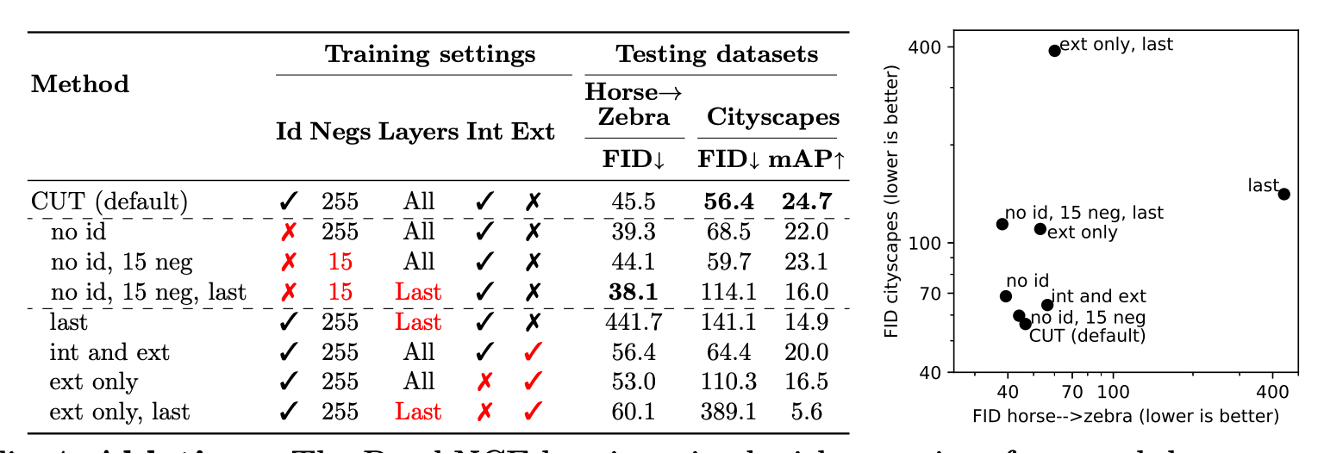 Training settings Testing datasets
Method
Horse→
Zebra Cityscapes
Id Negs Layers Int Ext
FID↓ FID↓ mAP↑
CUT (default) ✓ 255 All ✓ ✗ 45.5 56.4 24.7
no id ✗ 255 All ✓ ✗ 39.3 68.5 22.0
no id, 15 neg ✗ 15 All ✓ ✗ 44.1 59.7 23.1
no id, 15 neg, last ✗ 15 Last ✓ ✗ 38.1 114.1 16.0
last ✓ 255 Last ✓ ✗ 441.7 141.1 14.9
int and ext ✓ 255 All ✓ ✓ 56.4 64.4 20.0
ext only ✓ 255 All ✗ ✓ 53.0 110.3 16.5
ext only, last ✓ 255 Last ✗ ✓ 60.1 389.1 5.6
FID cityscapes (lower is better)
400
100
70
40
ext only, last
last
no id, 15 neg, last
ext only
no id
int and ext
no id, 15 neg
CUT (default)
40 70 100 400
FID horse-->zebra (lower is better)